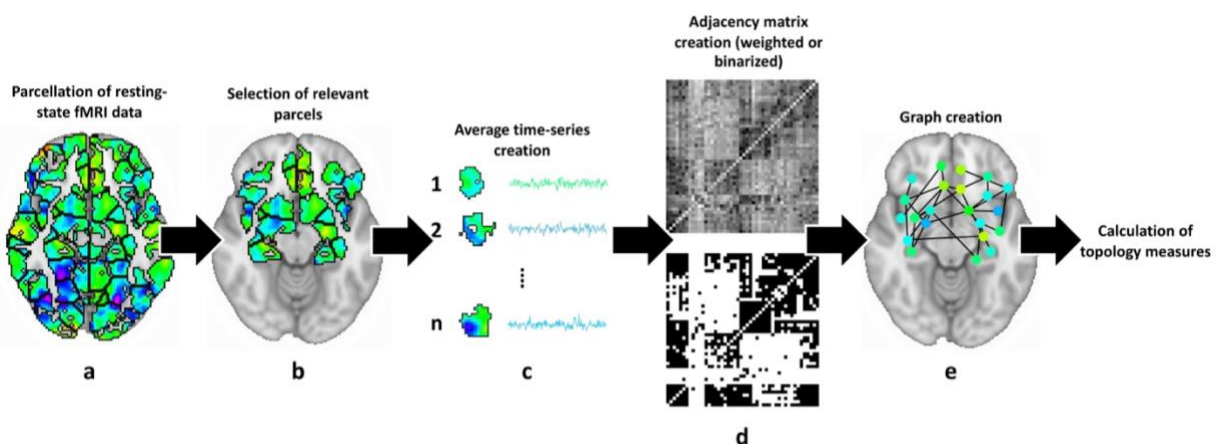 Parcellation of resting-
state fMRI data
a
Selection of relevant
parcels
b
Average time-series
creation
1
2
n
c
Adjacency matrix
creation (weighted or
binarized)
d
Graph creation
e
Calculation of
topology measures